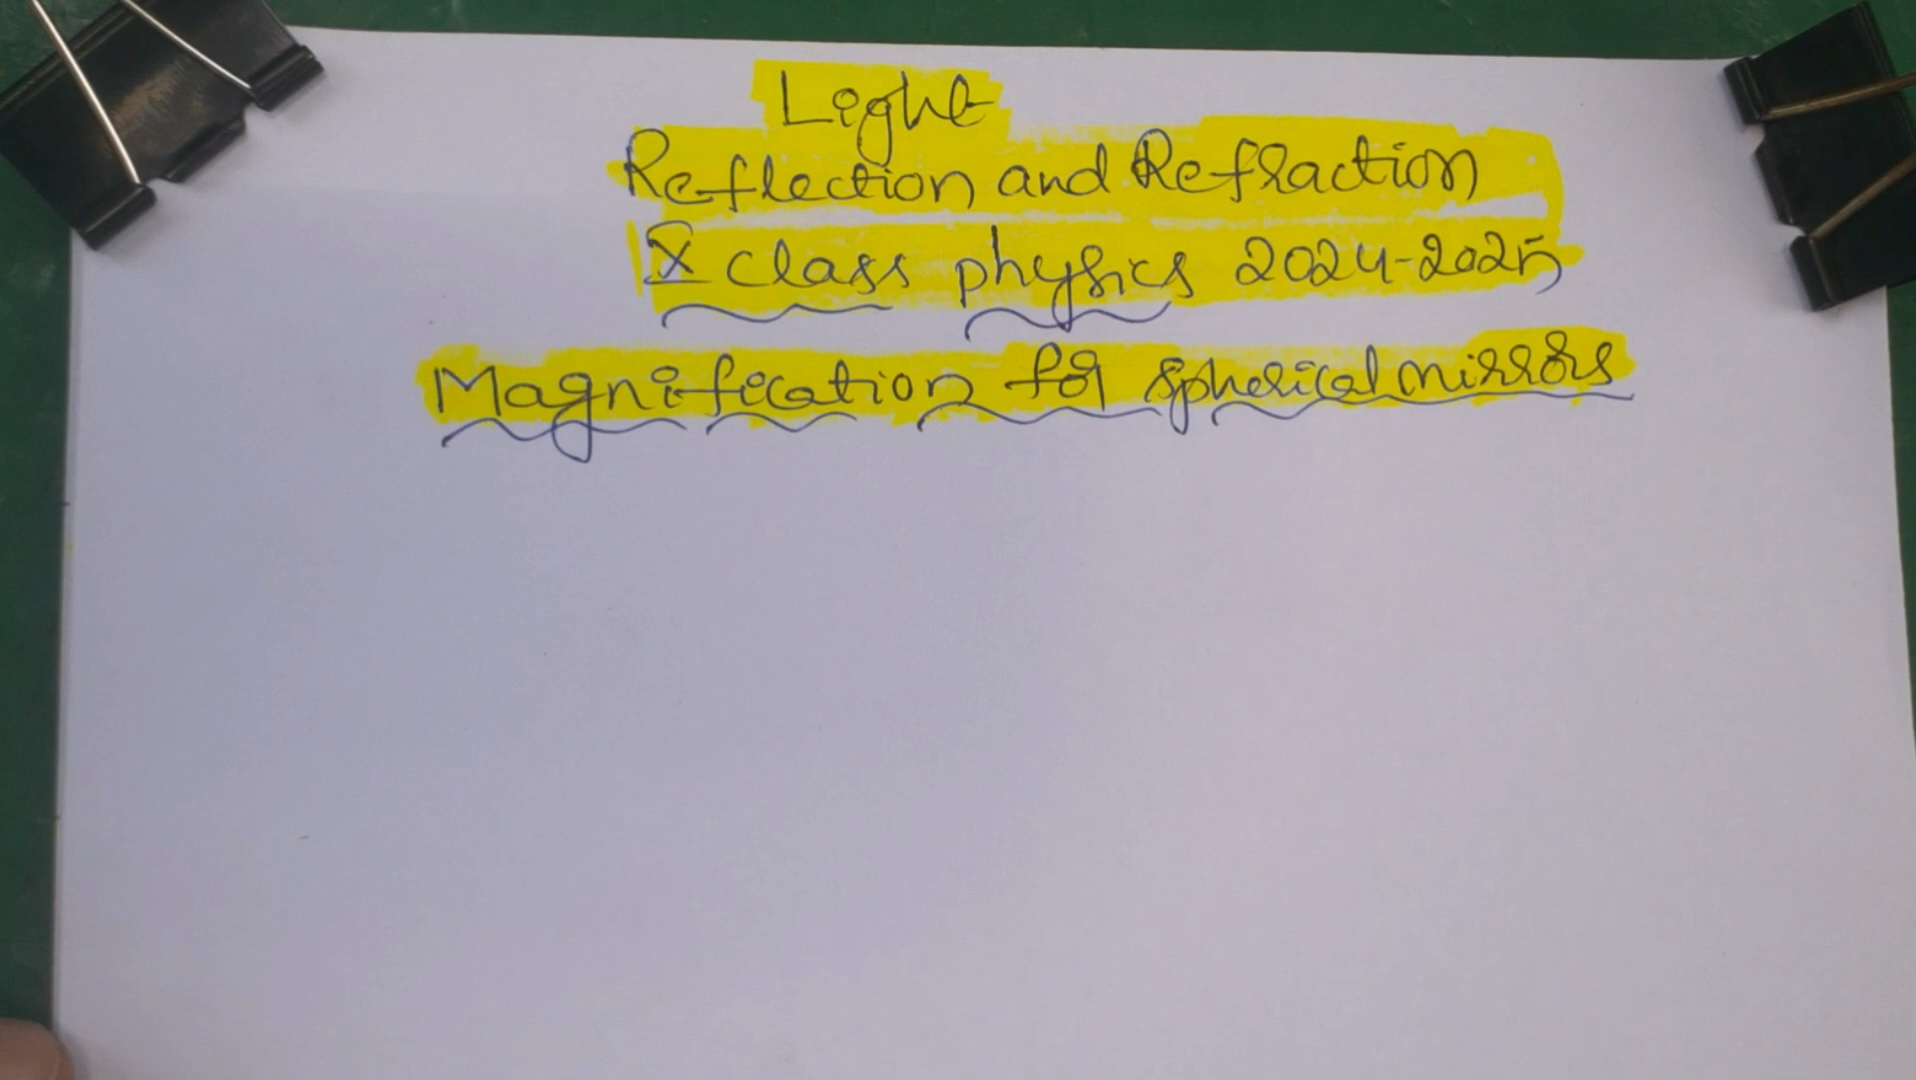 Light
Reflection and Refraction
X class physics 2024-2025
Magnification for spherical mirrors